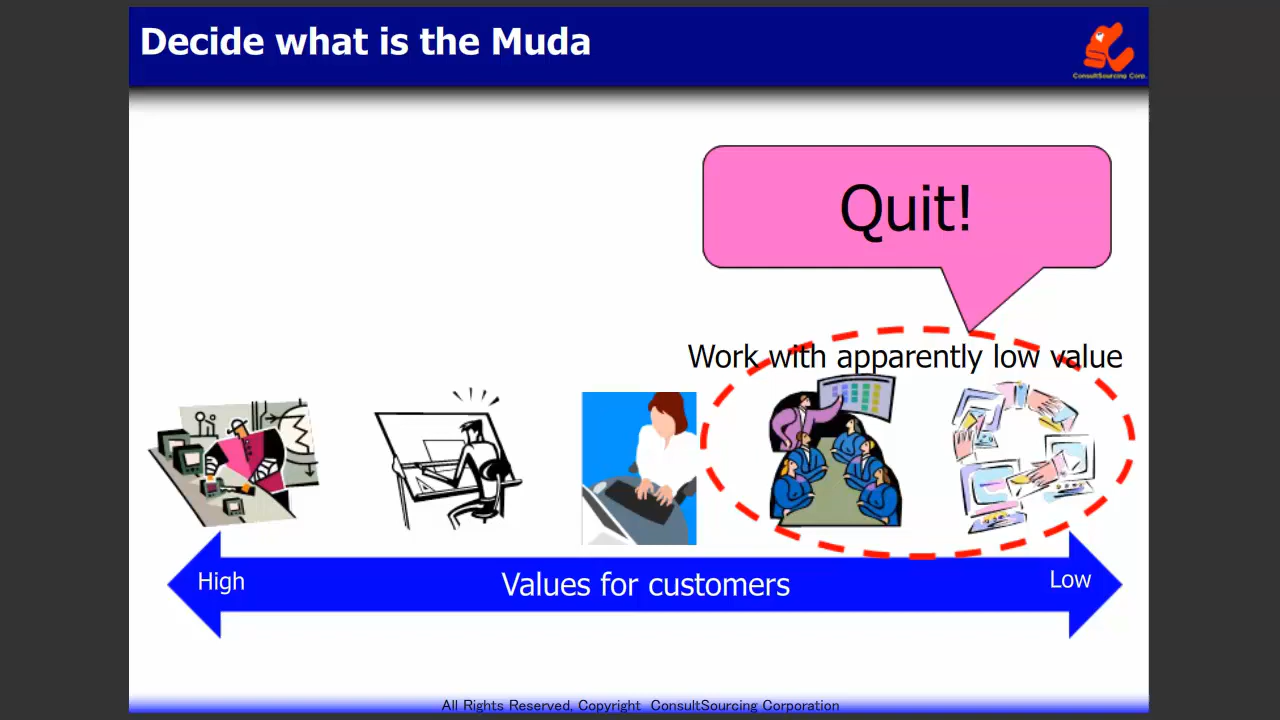 Decide what is the Muda
ConsultSourcing Corp.
Quit!
Work with apparently low value
High
Values for customers
Low
All Rights Reserved, Copyright ConsultSourcing Corporation